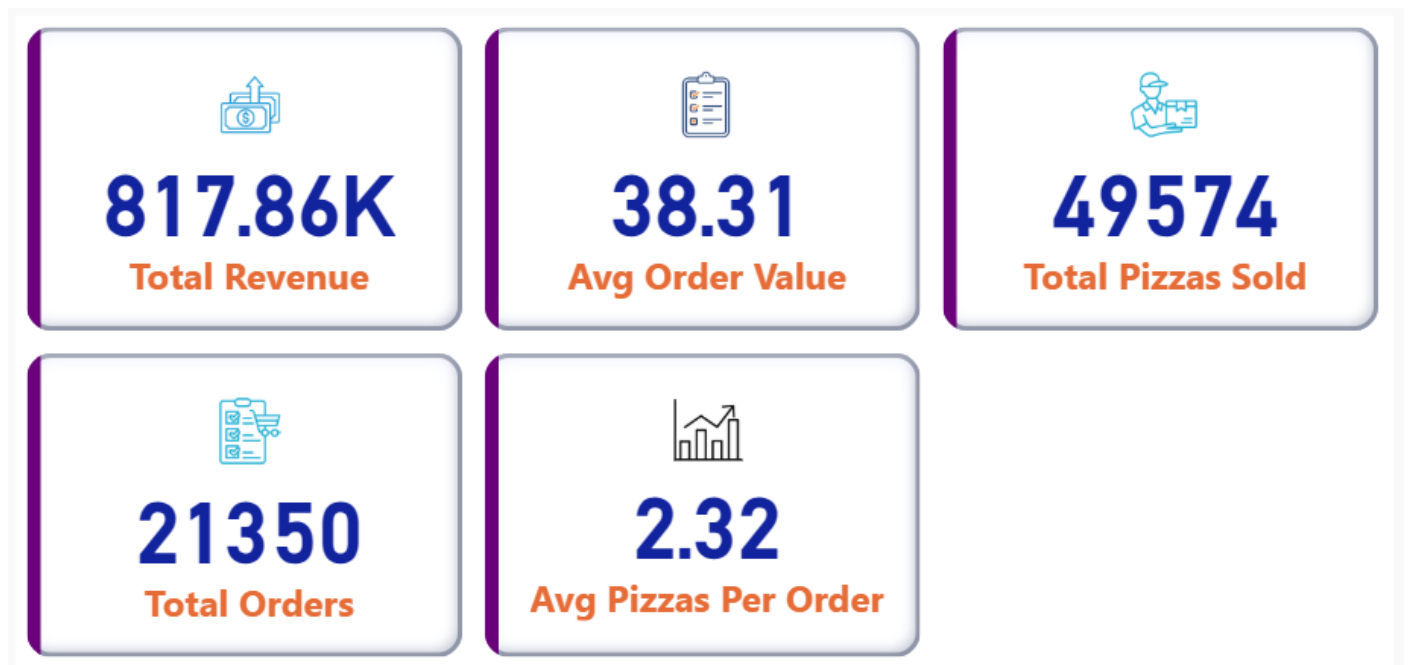 817.86K
Total Revenue
38.31
Avg Order Value
49574
Total Pizzas Sold
21350
Total Orders
2.32
Avg Pizzas Per Order